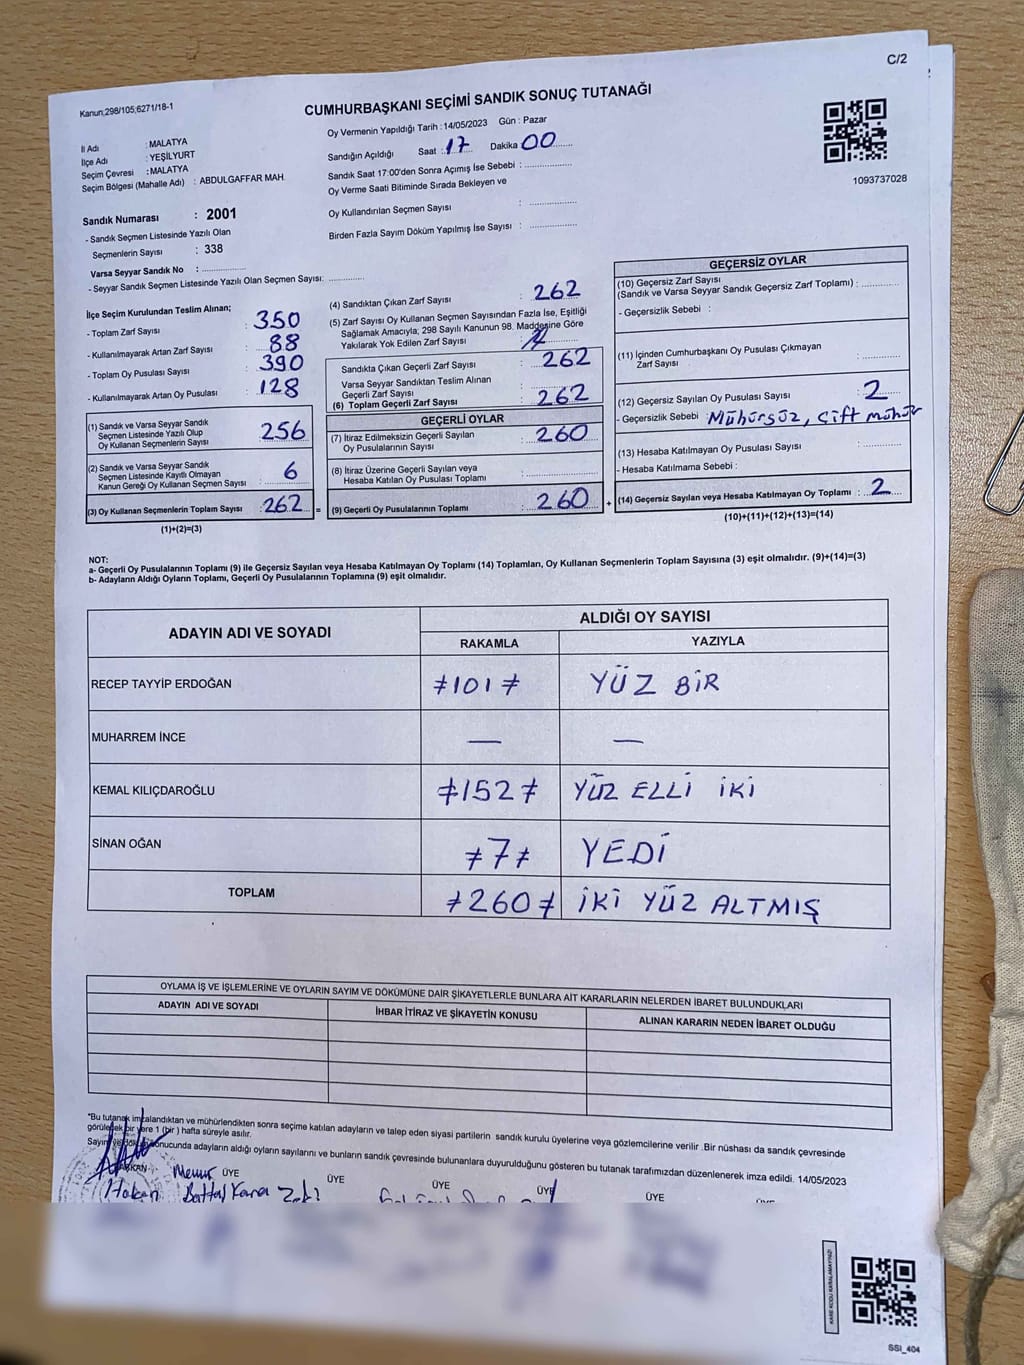 C/2
Kanun;298/105;6271/18-1
CUMHURBAŞKANI SEÇİMİ SANDIK SONUÇ TUTANAĞI
Oy Vermenin Yapıldığı Tarih : 14/05/2023 Gün : Pazar
İl Adı : MALATYA
İlçe Adı : YEŞİLYURT
Seçim Çevresi : MALATYA
Seçim Bölgesi (Mahalle Adı) : ABDULGAFFAR MAH.
Sandığın Açıldığı Saat : 17 Dakika 00
Sandık Saat 17:00'den Sonra Açımış İse Sebebi :
Oy Verme Saati Bitiminde Sırada Bekleyen ve
Oy Kullandırılan Seçmen Sayısı :
Birden Fazla Sayım Döküm Yapılmış İse Sayısı :
1093737028
Sandık Numarası : 2001
- Sandık Seçmen Listesinde Yazılı Olan
Seçmenlerin Sayısı : 338
Varsa Seyyar Sandık No :
- Seyyar Sandık Seçmen Listesinde Yazılı Olan Seçmen Sayısı:
İlçe Seçim Kurulundan Teslim Alınan;
- Toplam Zarf Sayısı : 350
- Kullanılmayarak Artan Zarf Sayısı : 88
- Toplam Oy Pusulası Sayısı : 390
- Kullanılmayarak Artan Oy Pusulası : 128
(1) Sandık ve Varsa Seyyar Sandık
Seçmen Listesinde Yazılı Olup
Oy Kullanan Seçmenlerin Sayısı : 256
(2) Sandık ve Varsa Seyyar Sandık
Seçmen Listesinde Kayıtlı Olmayan
Kanun Gereği Oy Kullanan Seçmen Sayısı : 6
(3) Oy Kullanan Seçmenlerin Toplam Sayısı : 262 =
(1)+(2)=(3)
(4) Sandıktan Çıkan Zarf Sayısı : 262
(5) Zarf Sayısı Oy Kullanan Seçmen Sayısından Fazla İse, Eşitliği
Sağlamak Amacıyla; 298 Sayılı Kanunun 98. Maddesine Göre
Yakılarak Yok Edilen Zarf Sayısı :
Sandıkta Çıkan Geçerli Zarf Sayısı : 262
Varsa Seyyar Sandıktan Teslim Alınan
Geçerli Zarf Sayısı :
(6) Toplam Geçerli Zarf Sayısı : 262
GEÇERLİ OYLAR
(7) İtiraz Edilmeksizin Geçerli Sayılan
Oy Pusulasının Sayısı : 260
(8) İtiraz Üzerine Geçerli Sayılan veya
Hesaba Katılan Oy Pusulası Toplamı :
(9) Geçerli Oy Pusulalarının Toplamı : 260 +
GEÇERSİZ OYLAR
(10) Geçersiz Zarf Sayısı
(Sandık ve Varsa Seyyar Sandık Geçersiz Zarf Toplamı) :
- Geçersizlik Sebebi :
(11) İçinden Cumhurbaşkanı Oy Pusulası Çıkmayan
Zarf Sayısı :
(12) Geçersiz Sayılan Oy Pusulası Sayısı : 2
- Geçersizlik Sebebi : Mühürsüz, Çift mühür
(13) Hesaba Katılmayan Oy Pusulası Sayısı :
- Hesaba Katılmama Sebebi :
(14) Geçersiz Sayılan veya Hesaba Katılmayan Oy Toplamı : 2
(10)+(11)+(12)+(13)=(14)
NOT:
a- Geçerli Oy Pusulalarının Toplamı (9) ile Geçersiz Sayılan veya Hesaba Katılmayan Oy Toplamı (14) Toplamları, Oy Kullanan Seçmenlerin Toplam Sayısına (3) eşit olmalıdır. (9)+(14)=(3)
b- Adayların Aldığı Oyların Toplamı, Geçerli Oy Pusulalarının Toplamına (9) eşit olmalıdır.
ADAYIN ADI VE SOYADI ALDIĞI OY SAYISI
RAKAMLA YAZIYLA
RECEP TAYYİP ERDOĞAN ≠101≠ YÜZ BİR
MUHARREM İNCE — —
KEMAL KILIÇDAROĞLU ≠152≠ YÜZ ELLİ İKİ
SİNAN OĞAN ≠7≠ YEDİ
TOPLAM ≠260≠ İKİ YÜZ ALTMIŞ
OYLAMA İŞ VE İŞLEMLERİNE VE OYLARIN SAYIM VE DÖKÜMÜNE DAİR ŞİKAYETLERLE BUNLARA AİT KARARLARIN NELERDEN İBARET BULUNDUKLARI
ADAYIN ADI VE SOYADI İHBAR İTİRAZ VE ŞİKAYETİN KONUSU ALINAN KARARIN NEDEN İBARET OLDUĞU
"Bu tutanak imzalandıktan ve mühürlendikten sonra seçime katılan adayların ve talep eden siyasi partilerin sandık kurulu üyelerine veya gözlemcilerine verilir .Bir nüshası da sandık çevresinde
görülecek bir yere 1 (bir ) hafta süreyle asılır.
sonucunda adayların aldığı oyların sayılarını ve bunların sandık çevresinde bulunanlara duyurulduğunu gösteren bu tutanak tarafımızdan düzenlenerek imza edildi. 14/05/2023
BAŞKAN Memur ÜYE ÜYE ÜYE ÜYE ÜYE
Hakan Battal Kara Zeki
KARE KODU KARALAMAYINIZ!
SSI_404